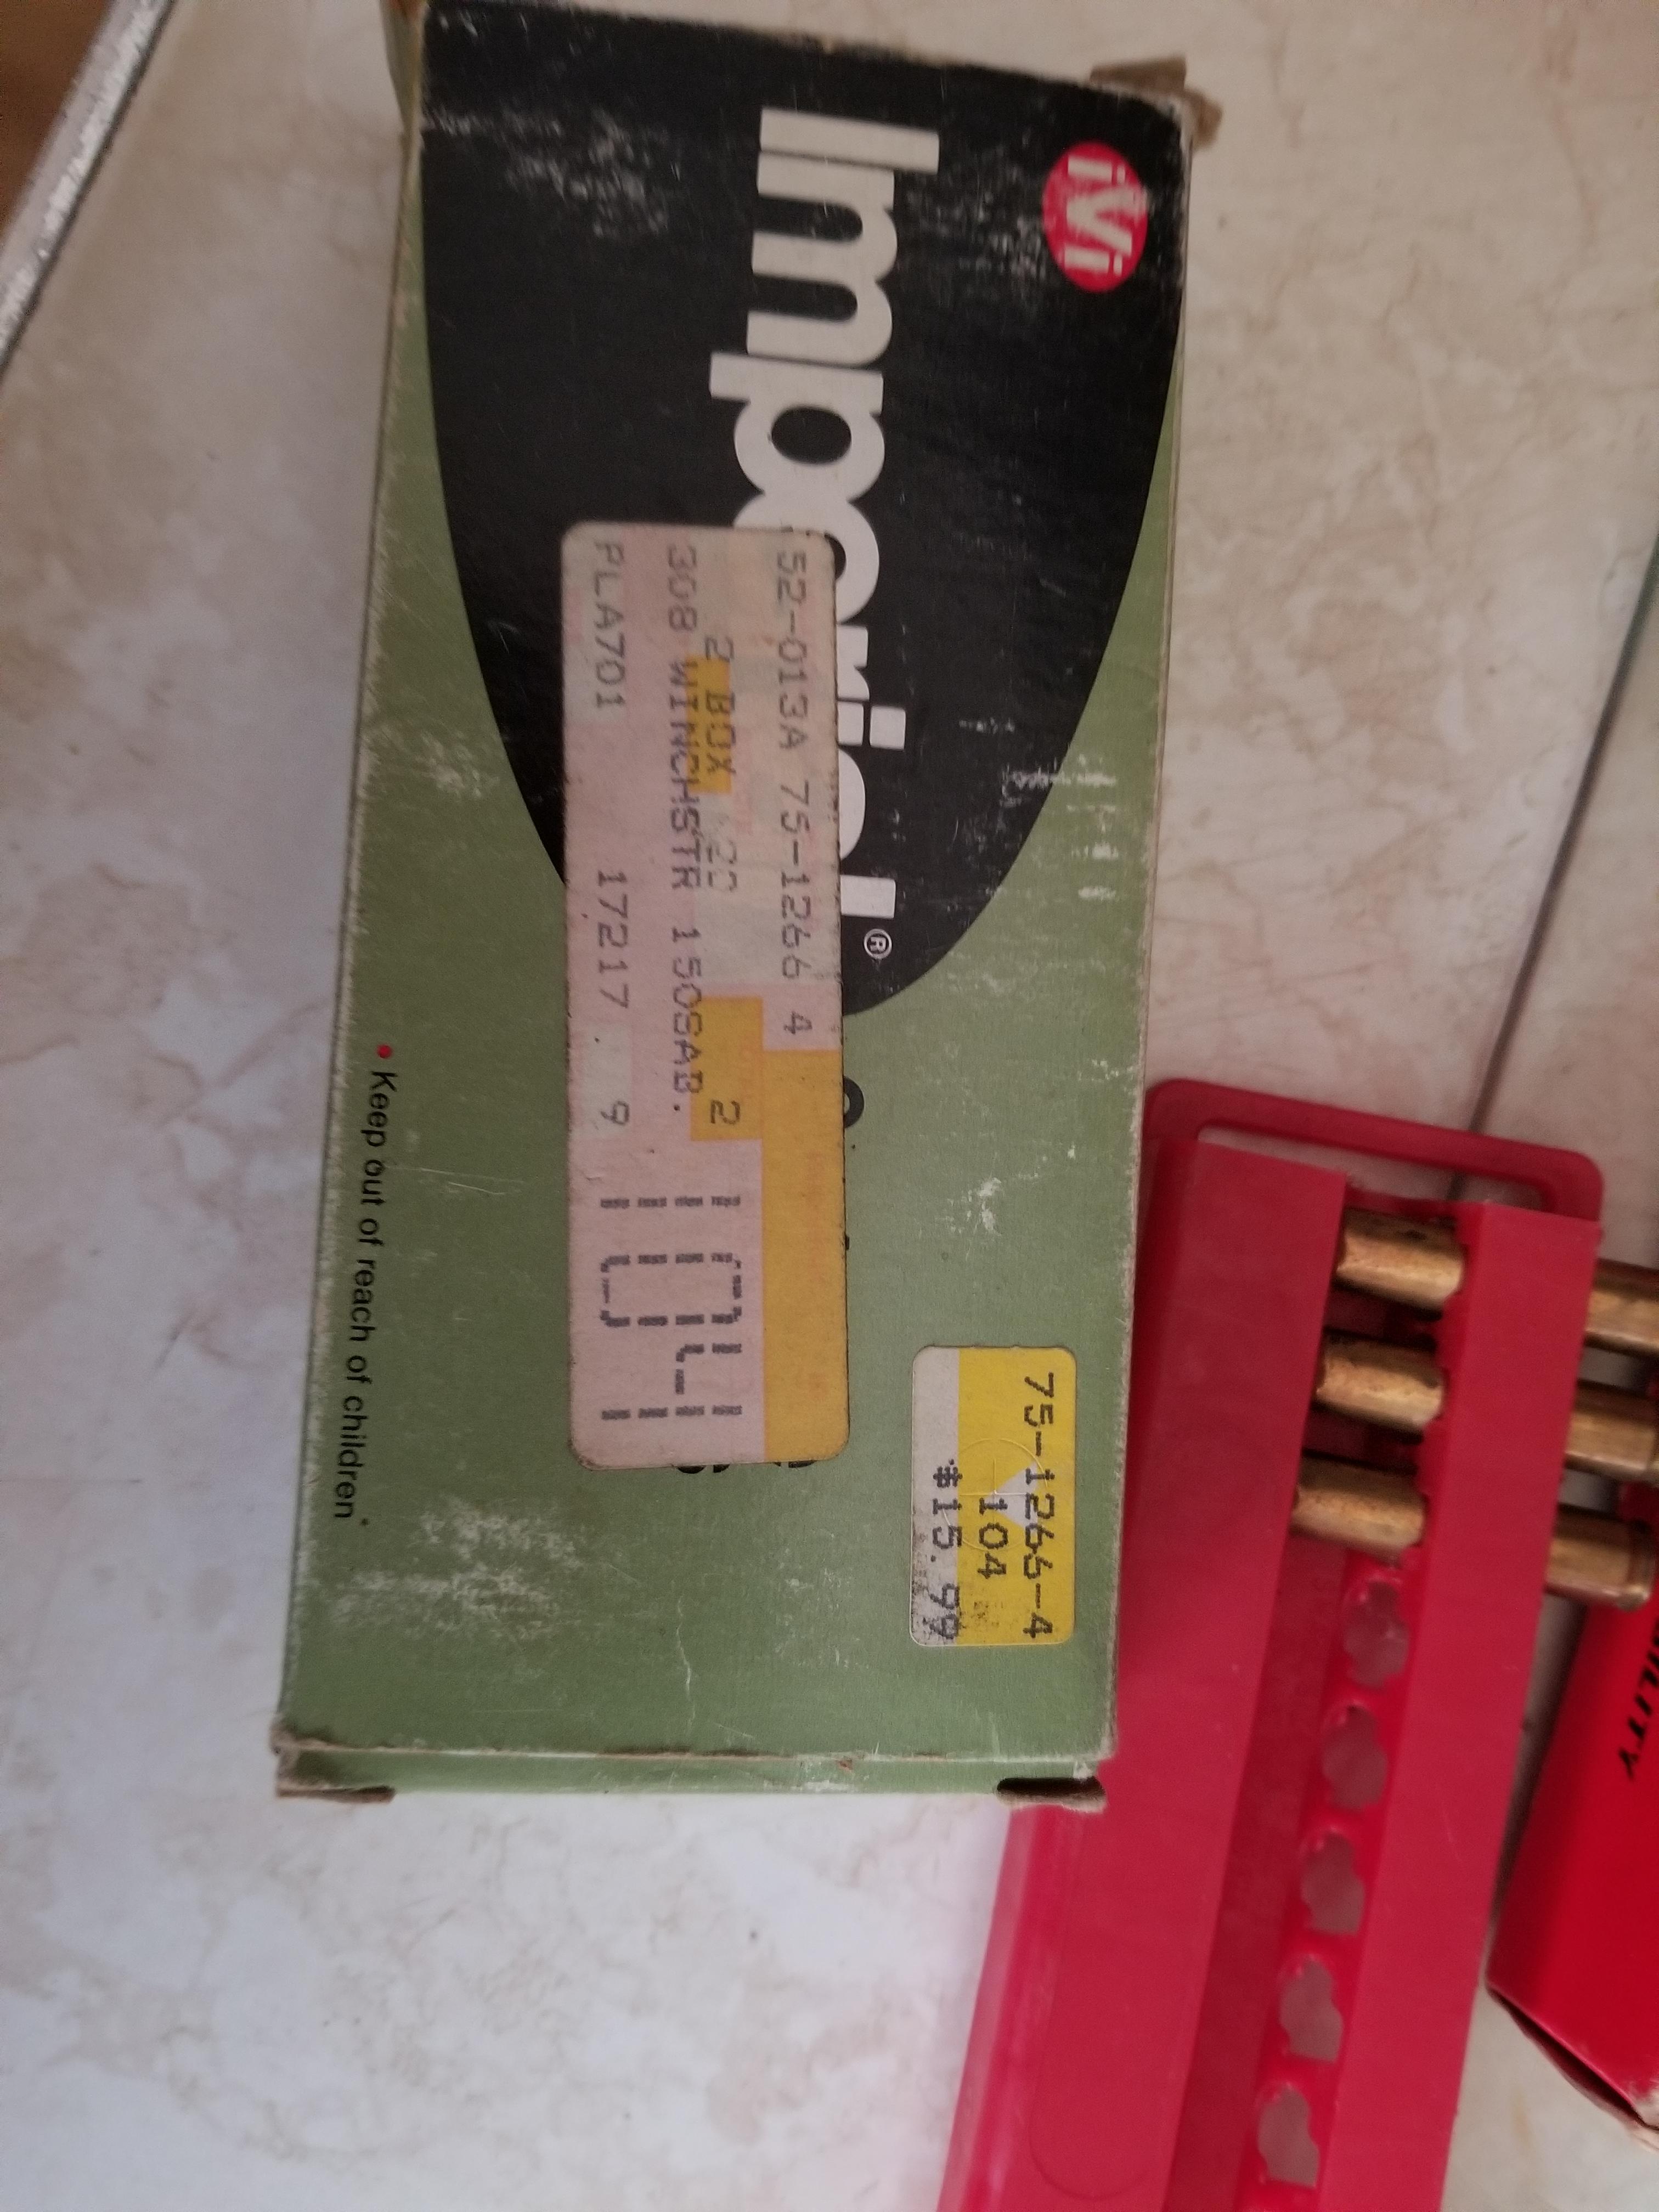 iVi
Imperial®
52-013A 75-1266 4
2 BOX 20 2
308 WINCHSTR 150SAB.
PLA701 17217 9
75-1266-4
104
$15.99
• Keep out of reach of children